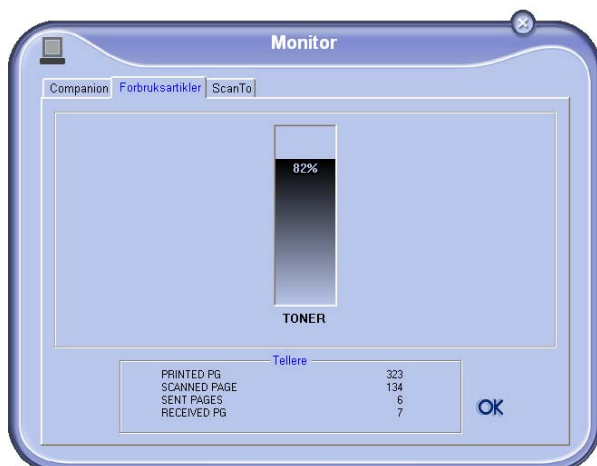 Monitor
Companion Forbruksartikler ScanTo
82%
TONER
Tellere
PRINTED PG 323
SCANNED PAGE 134
SENT PAGES 6
RECEIVED PG 7
OK